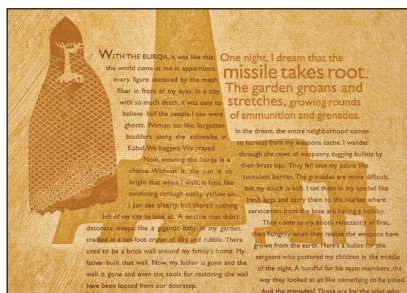 WITH THE BURQA, it was like this:
the world came at me in apparitions,
every figure textured by the mesh
filter in front of my eyes. In a city
with so much death, it was easy to
believe half the people I saw were
ghosts. Women sat like forgotten
boulders along the sidewalks in
Kabul. We begged. We prayed.
Now, wearing the burqa is a
choice. Without it, the sun is so
bright that when I walk, it feels like
swimming through rocky, yellow air.
I can see clearly, but there's nothing
left of my city to look at. A missile that didn't
detonate sleeps like a gigantic baby in my garden,
cradled in a two-foot crater of dirt and rubble. There
used to be a brick wall around my family's home. My
father built that wall. Now, my father is gone and the
wall is gone and even the tools for restoring the wall
have been looted from our doorstep.
One night, I dream that the
missile takes root.
The garden groans and
stretches, growing rounds
of ammunition and grenades.
In the dream, the entire neighborhood comes
to harvest from my weapons cache. I wander
through the rows of weaponry, tugging bullets by
their brass tips. They fall into my palms like
succulent berries. The grenades are more difficult,
but my touch is soft. I set them in my satchel like
fresh eggs and carry them to the market where
servicemen from the base are having a holiday.
They come to my booth reluctantly at first,
then hungrily when they realize the weapons have
grown from the earth. Here's a bullet for the
sergeant who pestered my children in the middle
of the night. A handful for his team members, the
way they looked at us like something to be pitied.
And the grenades? Those are for the pilot who